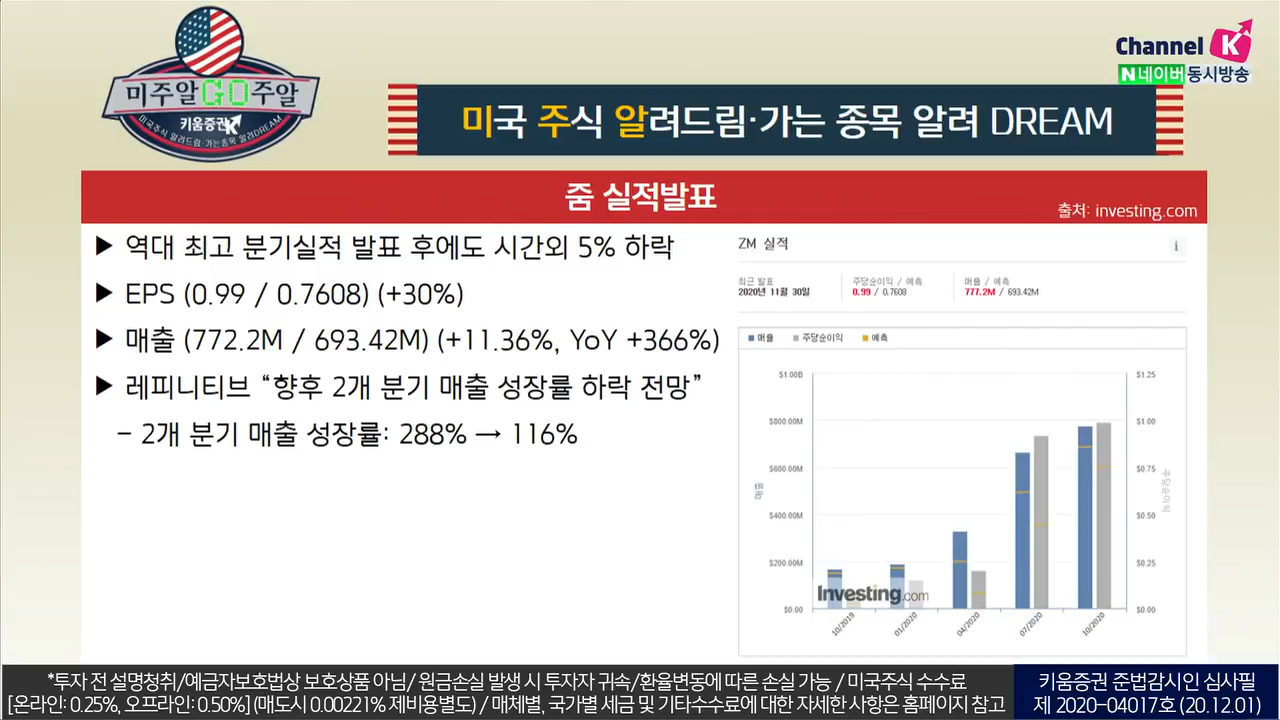 미주알GO주알
키움증권
미국주식 알려드림·가는종목 알려DREAM
Channel K
N 네이버 동시방송
미국 주식 알려드림·가는 종목 알려 DREAM
줌 실적발표
출처: investing.com
▶ 역대 최고 분기실적 발표 후에도 시간외 5% 하락
▶ EPS (0.99 / 0.7608) (+30%)
▶ 매출 (772.2M / 693.42M) (+11.36%, YoY +366%)
▶ 레피니티브 “향후 2개 분기 매출 성장률 하락 전망”
- 2개 분기 매출 성장률: 288% → 116%
ZM 실적
i
최근 발표
2020년 11월 30일
주당순이익 / 예측
0.99 / 0.7608
매출 / 예측
777.2M / 693.42M
매출 주당순이익 예측
$1.00B $1.25
$800.00M $1.00
$600.00M $0.75
$400.00M $0.50
$200.00M $0.25
$0.00 $0.00
매출
주당순이익
Investing.com
10/2019 01/2020 04/2020 07/2020 10/2020
*투자 전 설명청취/예금자보호법상 보호상품 아님/ 원금손실 발생 시 투자자 귀속/환율변동에 따른 손실 가능 / 미국주식 수수료
[온라인: 0.25%, 오프라인: 0.50%] (매도시 0.00221% 제비용별도) / 매체별, 국가별 세금 및 기타수수료에 대한 자세한 사항은 홈페이지 참고
키움증권 준법감시인 심사필
제 2020-04017호 (20.12.01)